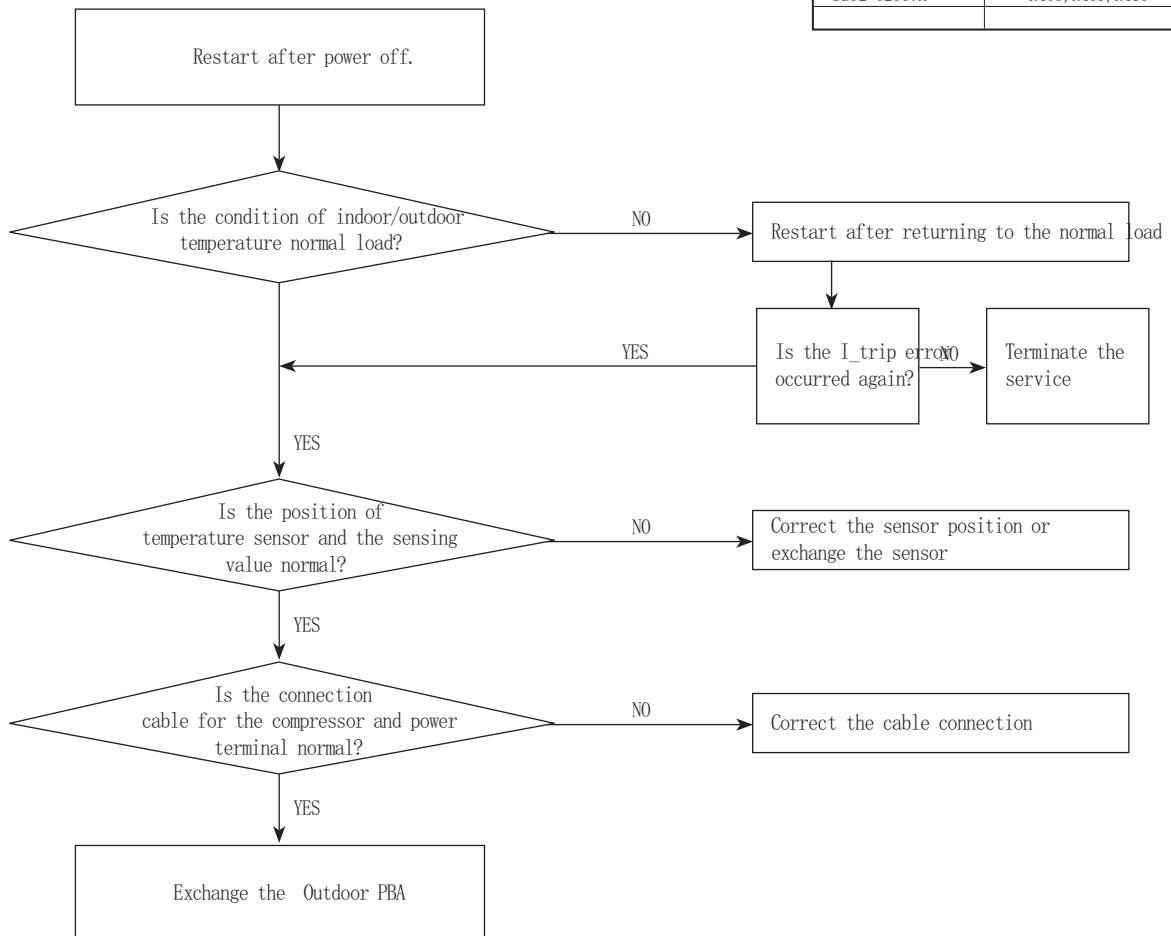 Restart after power off.
Is the condition of indoor/outdoor
temperature normal load?
NO
Restart after returning to the normal load
YES
Is the I_trip error
occurred again?
NO
Terminate the
service
YES
Is the position of
temperature sensor and the sensing
value normal?
NO
Correct the sensor position or
exchange the sensor
YES
Is the connection
cable for the compressor and power
terminal normal?
NO
Correct the cable connection
YES
Exchange the Outdoor PBA